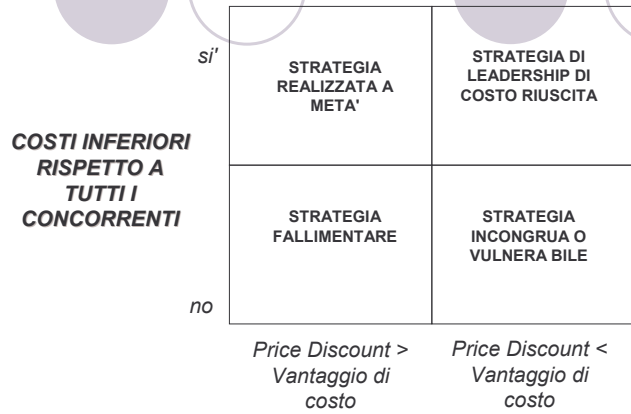 si'
STRATEGIA
REALIZZATA A
META'
STRATEGIA DI
LEADERSHIP DI
COSTO RIUSCITA
COSTI INFERIORI
RISPETTO A
TUTTI I
CONCORRENTI
STRATEGIA
FALLIMENTARE
STRATEGIA
INCONGRUA O
VULNERA BILE
no
Price Discount >
Vantaggio di
costo
Price Discount <
Vantaggio di
costo